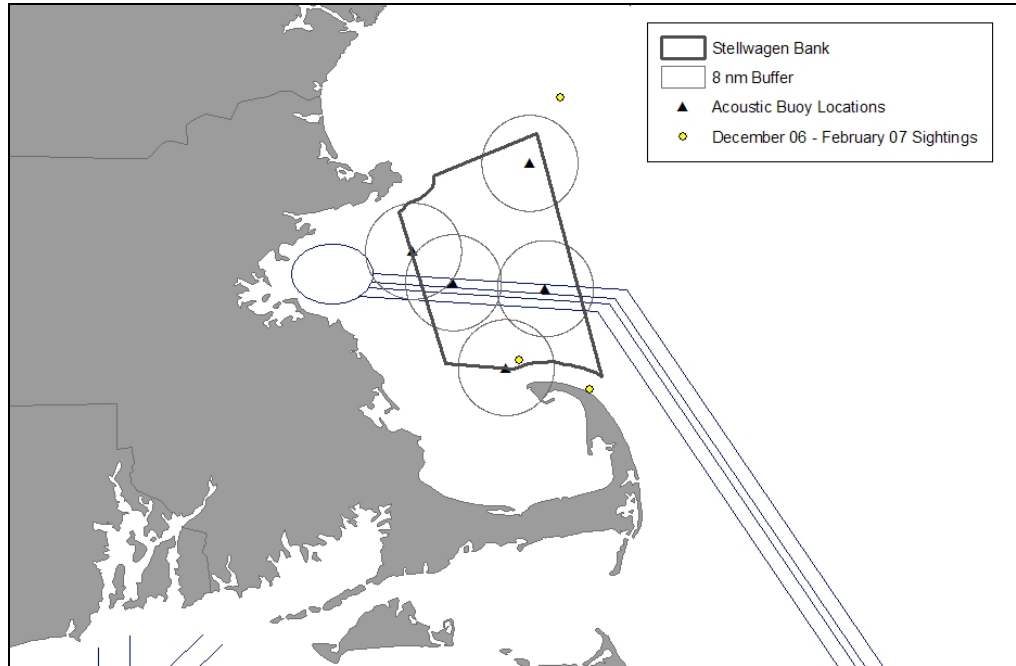 Stellwagen Bank
8 nm Buffer
Acoustic Buoy Locations
December 06 - February 07 Sightings